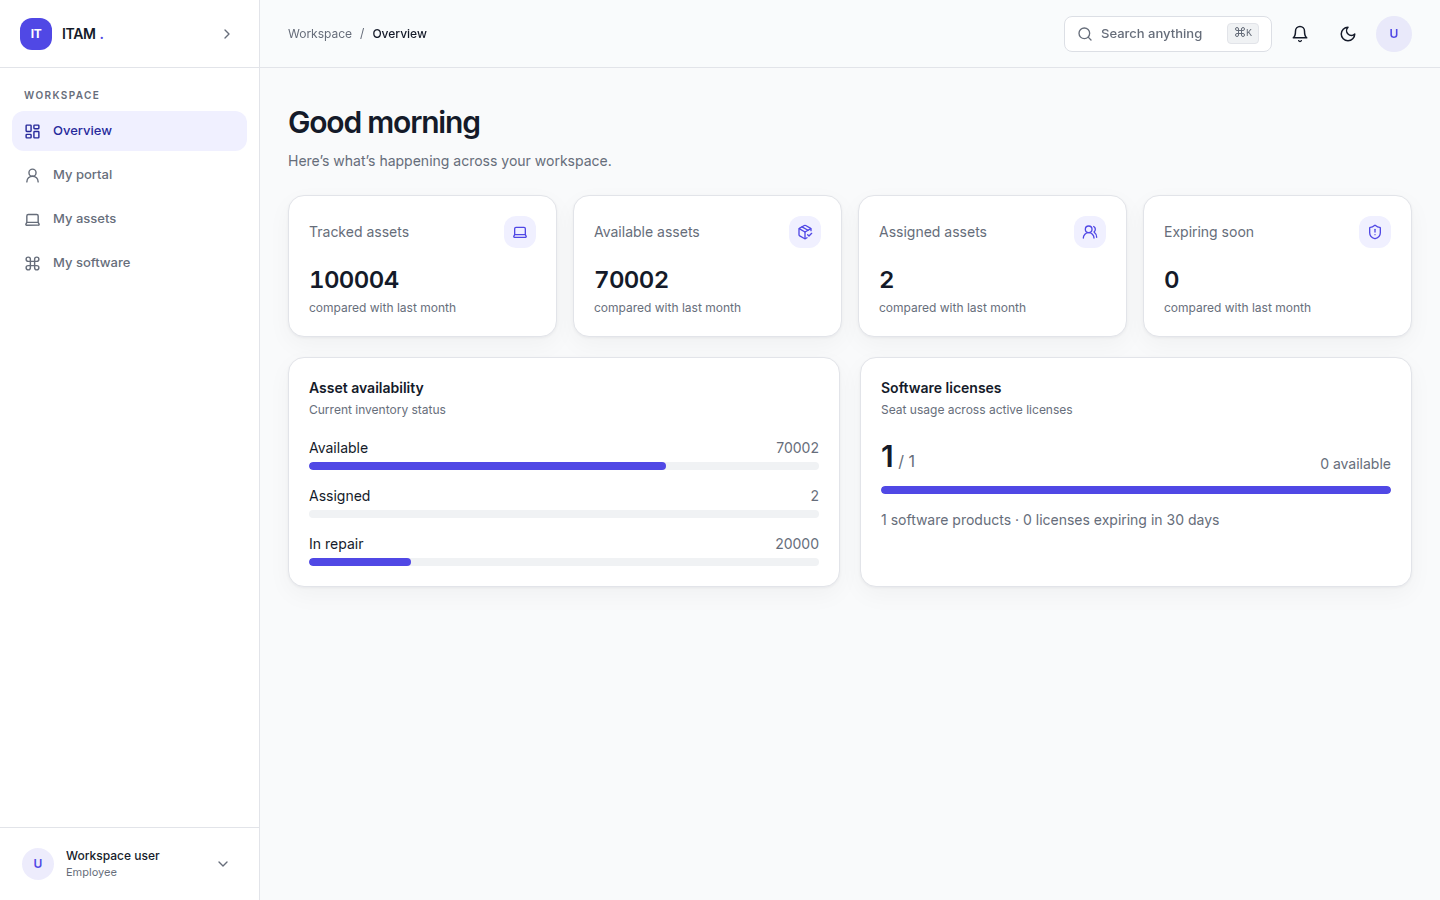 IT ITAM .
Workspace / Overview
Search anything ⌘K
U
WORKSPACE
Overview
My portal
My assets
My software
Good morning
Here’s what’s happening across your workspace.
Tracked assets
100004
compared with last month
Available assets
70002
compared with last month
Assigned assets
2
compared with last month
Expiring soon
0
compared with last month
Asset availability
Current inventory status
Available 70002
Assigned 2
In repair 20000
Software licenses
Seat usage across active licenses
1 / 1 0 available
1 software products · 0 licenses expiring in 30 days
U
Workspace user
Employee